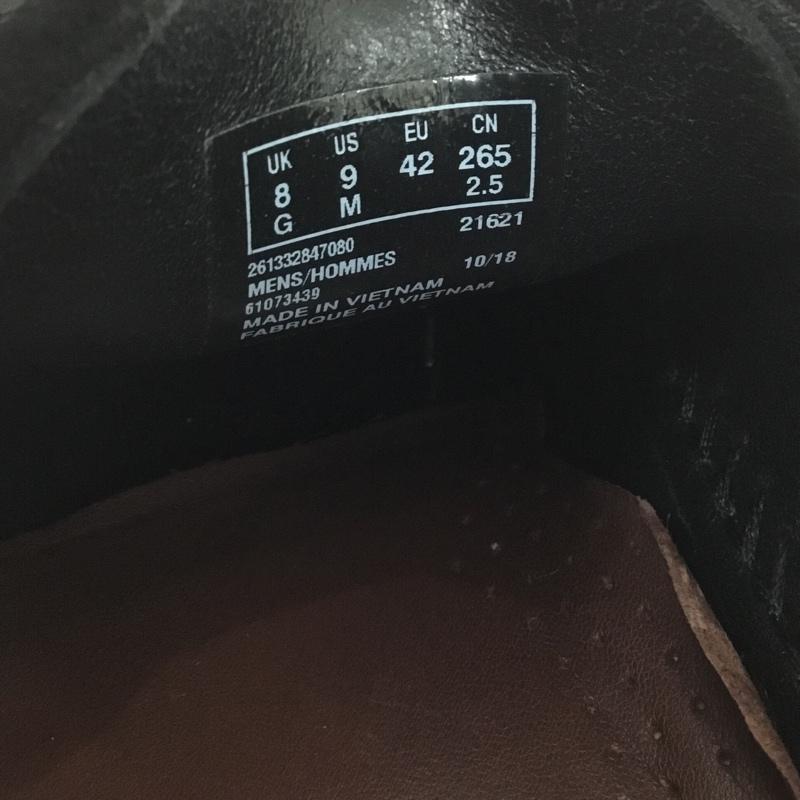 UK US EU CN
8 9 42 265
G M 2.5
261332847080 21621
MENS/HOMMES 10/18
61073439
MADE IN VIETNAM
FABRIQUE AU VIETNAM